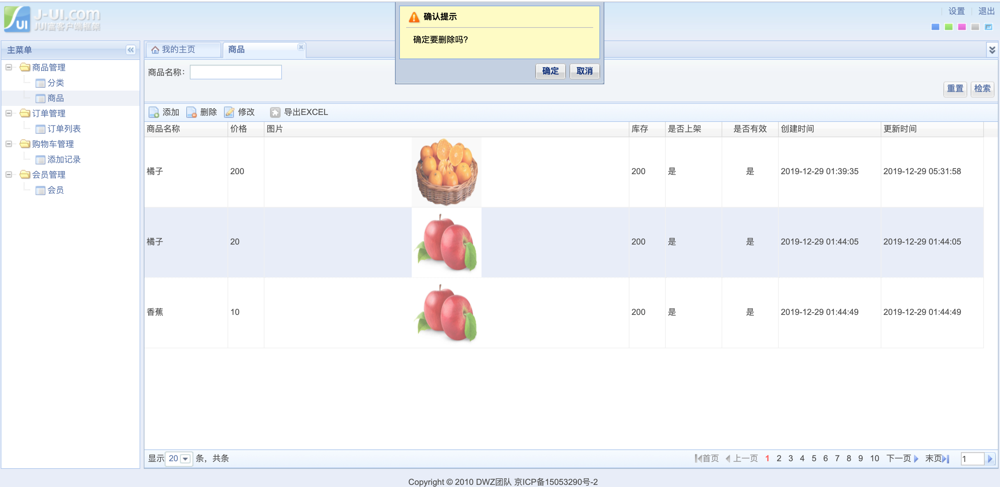 J-UI.com
JUI富客户端框架
UI
设置 退出
确认提示
确定要删除吗?
确定 取消
主菜单
商品管理
分类
商品
订单管理
订单列表
购物车管理
添加记录
会员管理
会员
我的主页 商品
商品名称：
重置 检索
添加 删除 修改 导出EXCEL
商品名称 价格 图片 库存 是否上架 是否有效 创建时间 更新时间
橘子 200 200 是 是 2019-12-29 01:39:35 2019-12-29 05:31:58
橘子 20 200 是 是 2019-12-29 01:44:05 2019-12-29 01:44:05
香蕉 10 200 是 是 2019-12-29 01:44:49 2019-12-29 01:44:49
显示 20 条，共条
首页 上一页 1 2 3 4 5 6 7 8 9 10 下一页 末页 1
Copyright © 2010 DWZ团队 京ICP备15053290号-2